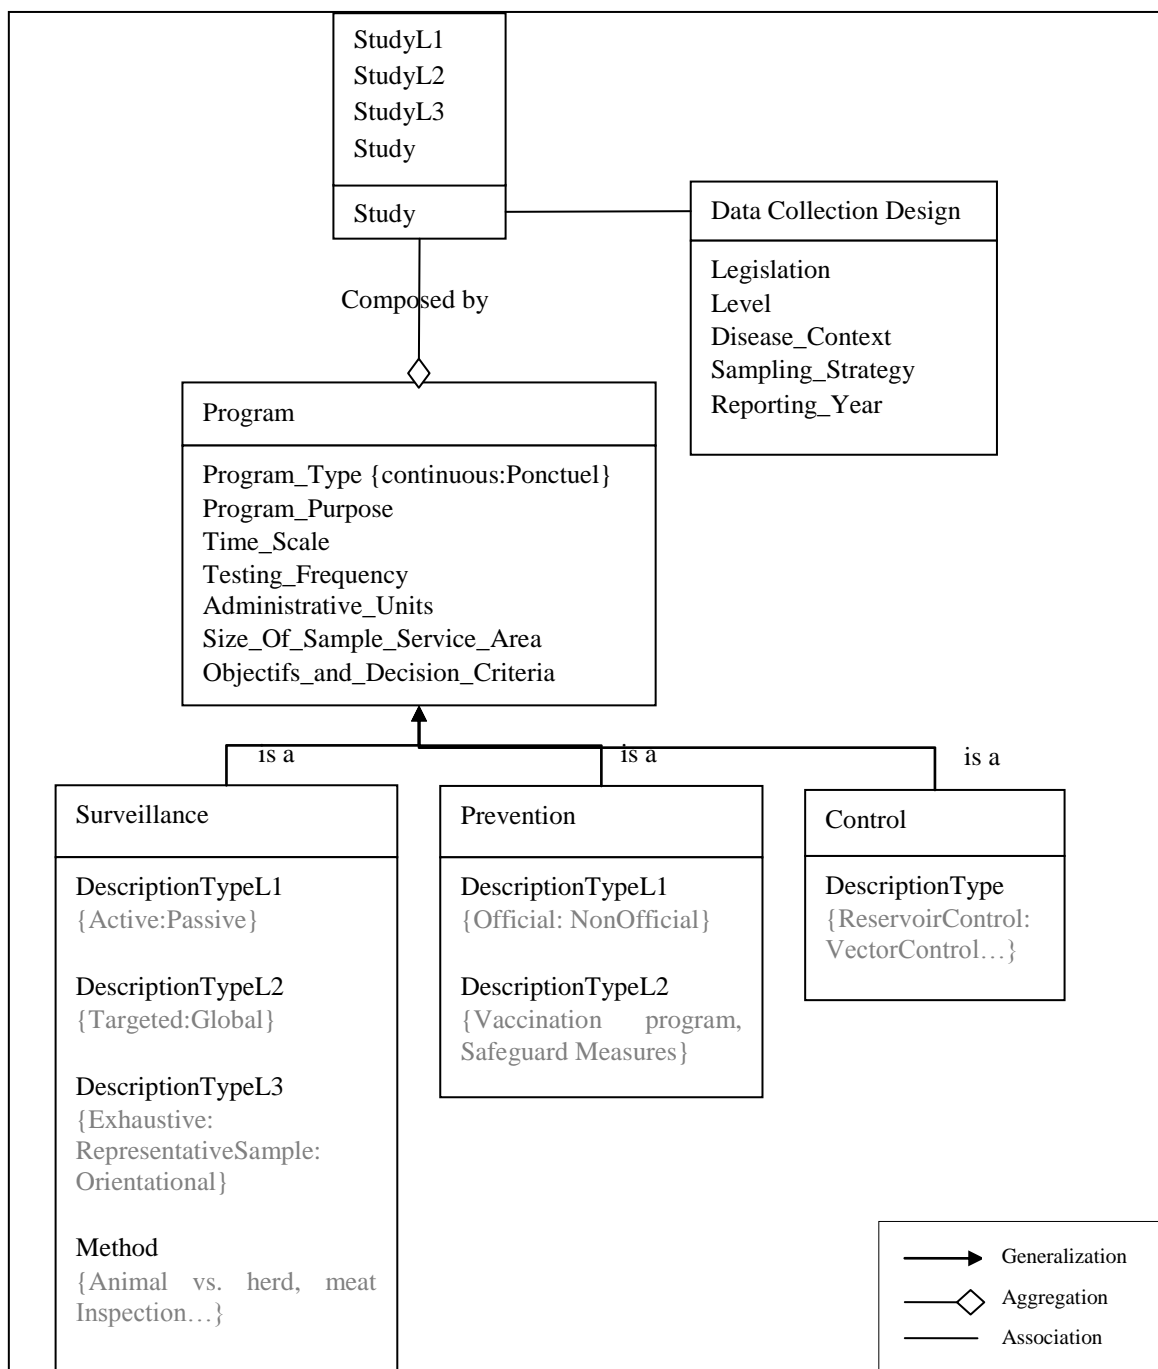 StudyL1
StudyL2
StudyL3
Study
Study
Data Collection Design
Legislation
Level
Disease_Context
Sampling_Strategy
Reporting_Year
Composed by
Program
Program_Type {continuous:Ponctuel}
Program_Purpose
Time_Scale
Testing_Frequency
Administrative_Units
Size_Of_Sample_Service_Area
Objectifs_and_Decision_Criteria
is a
is a
is a
Surveillance
DescriptionTypeL1
{Active:Passive}
DescriptionTypeL2
{Targeted:Global}
DescriptionTypeL3
{Exhaustive:
RepresentativeSample:
Orientational}
Method
{Animal vs. herd, meat
Inspection…}
Prevention
DescriptionTypeL1
{Official: NonOfficial}
DescriptionTypeL2
{Vaccination program,
Safeguard Measures}
Control
DescriptionType
{ReservoirControl:
VectorControl…}
Generalization
Aggregation
Association